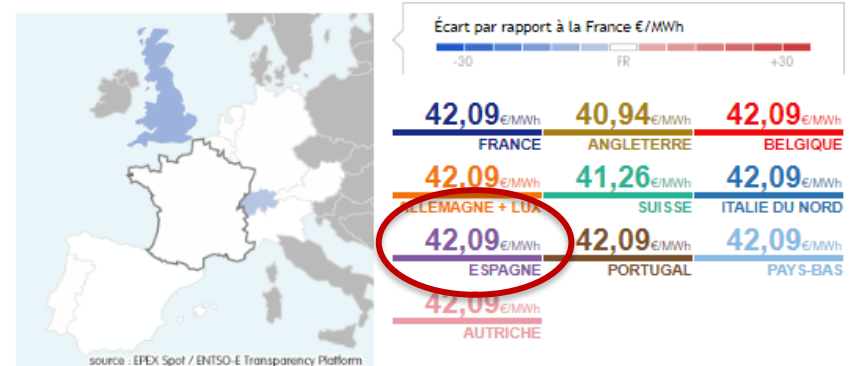 Écart par rapport à la France €/MWh
-30 FR +30
42,09€/MWh 40,94€/MWh 42,09€/MWh
FRANCE ANGLETERRE BELGIQUE
42,09€/MWh 41,26€/MWh 42,09€/MWh
ALLEMAGNE + LUX SUISSE ITALIE DU NORD
42,09€/MWh 42,09€/MWh 42,09€/MWh
ESPAGNE PORTUGAL PAYS-BAS
42,09€/MWh
AUTRICHE
source : EPEX Spot / ENTSO-E Transparency Platform